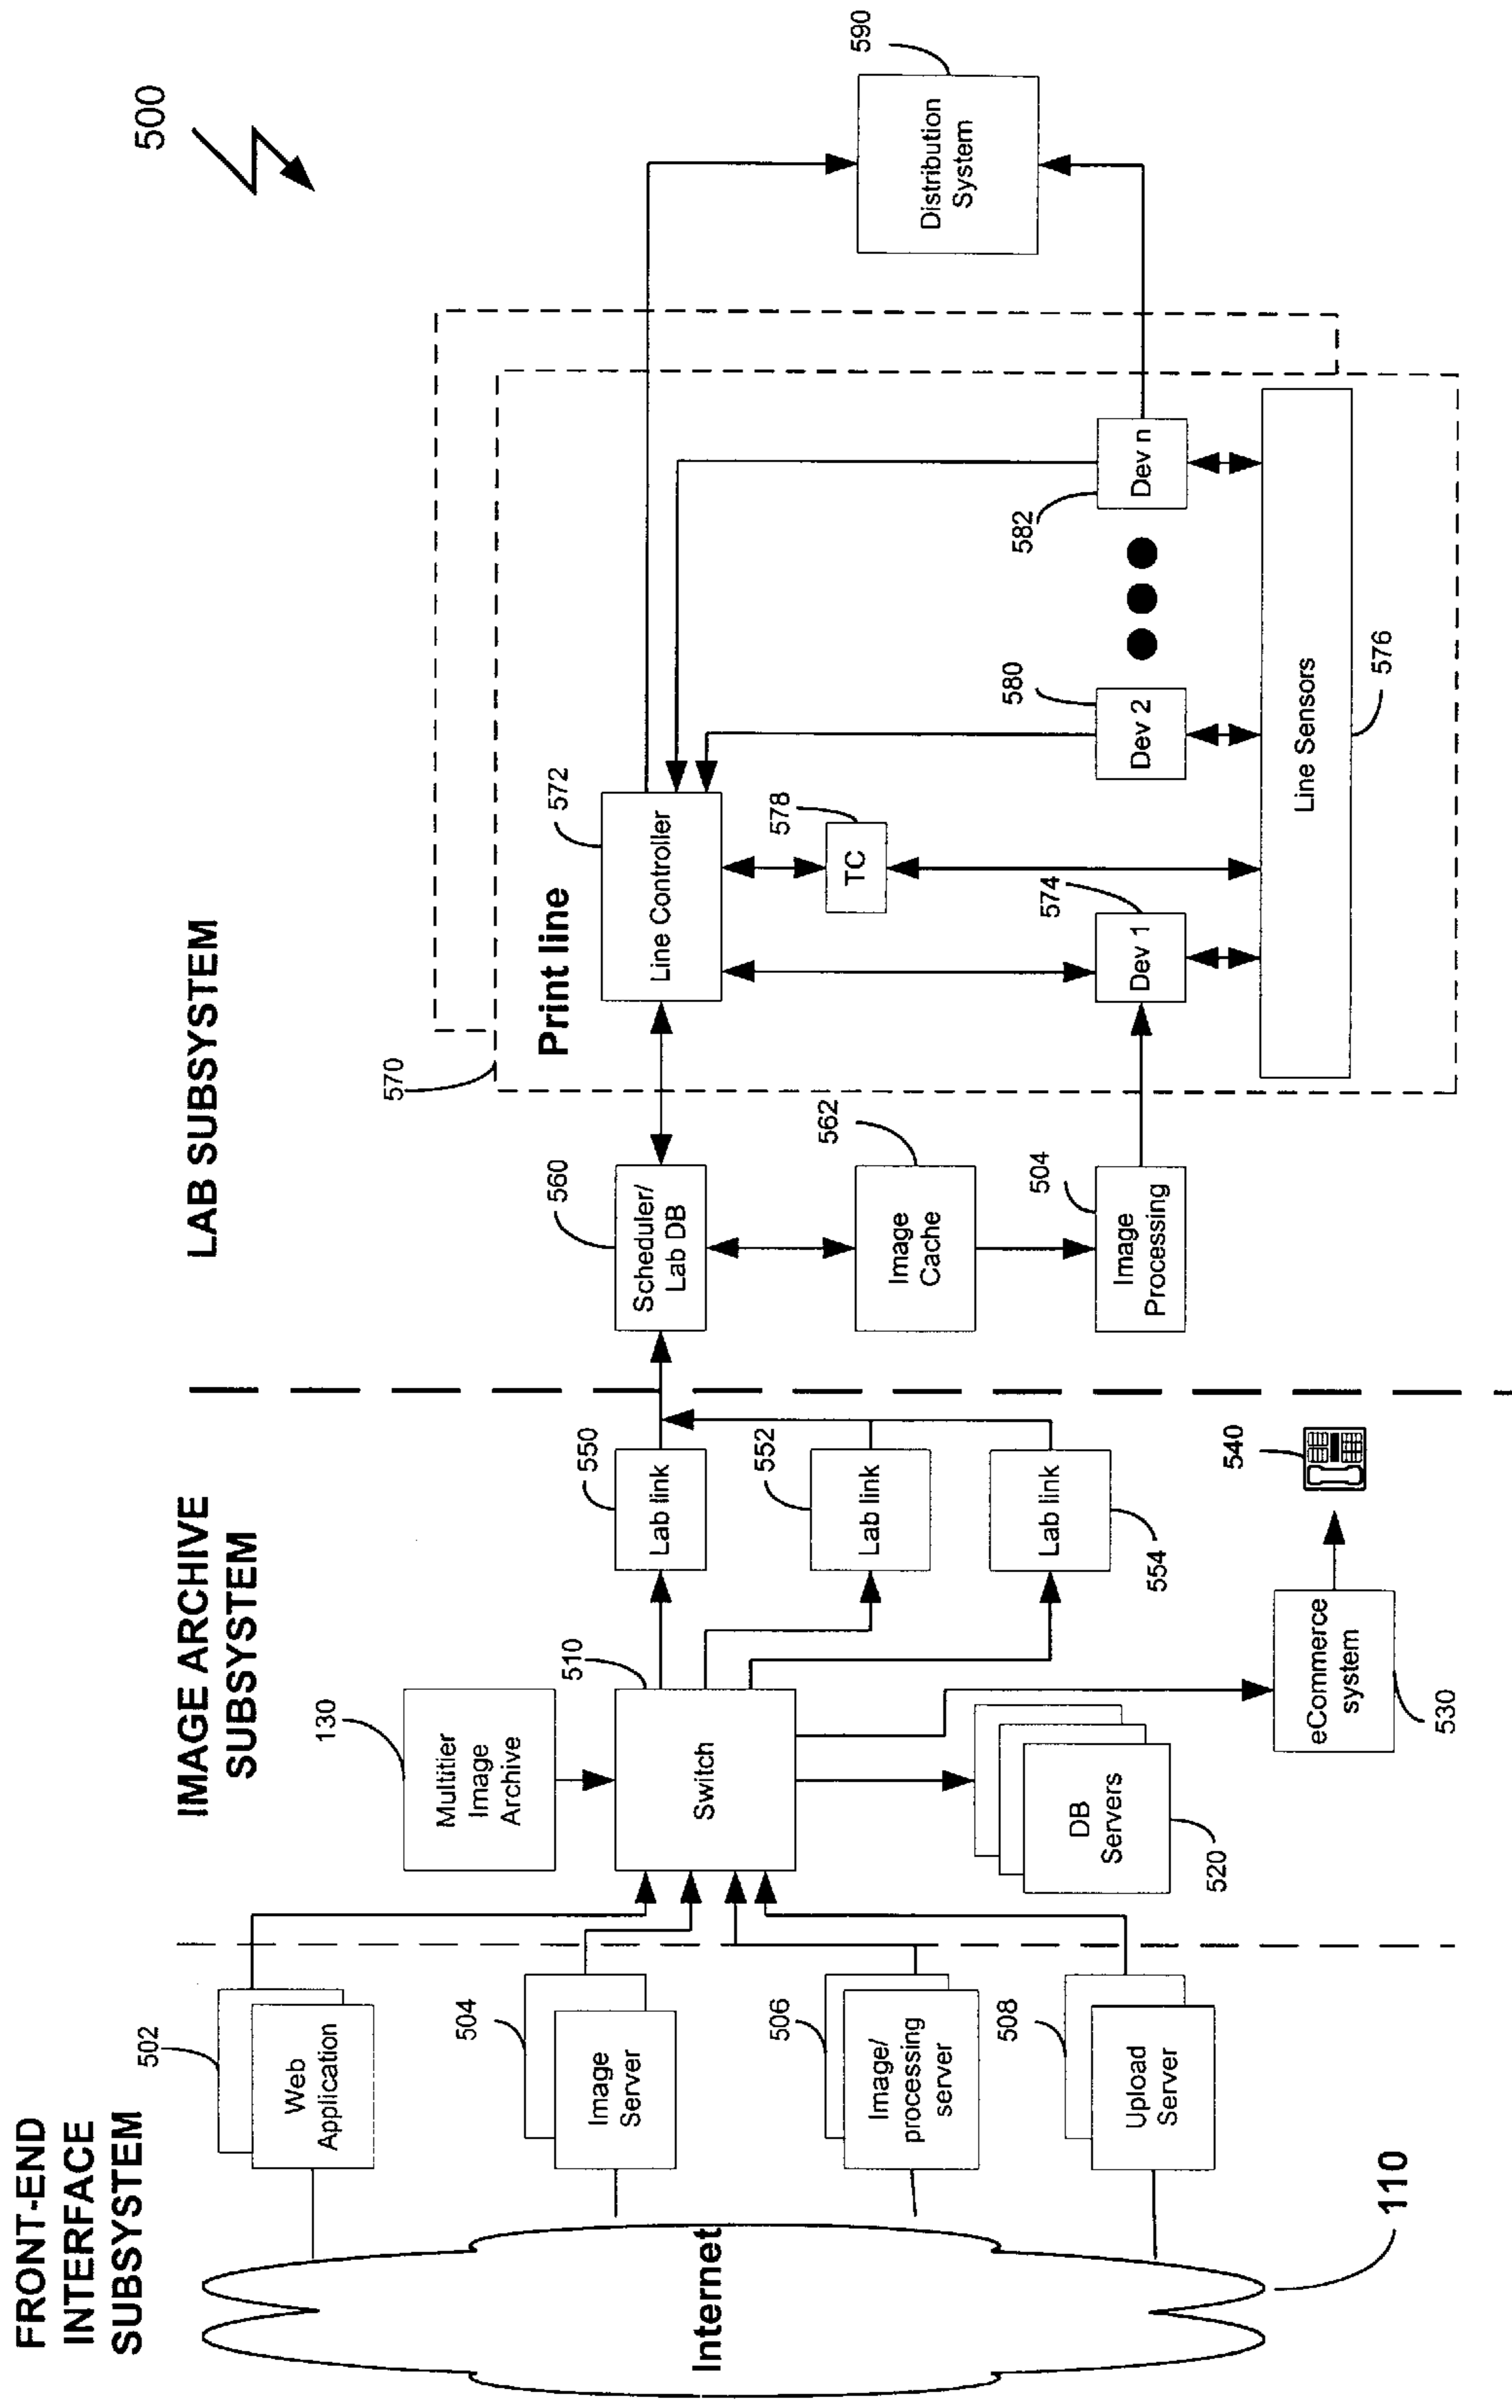 500
FRONT-END
INTERFACE
SUBSYSTEM
IMAGE ARCHIVE
SUBSYSTEM
LAB SUBSYSTEM
Internet
110
502
Web
Application
504
Image
Server
506
Image/
processing
server
508
Upload
Server
130
Multitier
Image
Archive
510
Switch
DB
Servers
520
eCommerce
system
530
540
550
Lab link
552
Lab link
Lab link
554
560
Scheduler/
Lab DB
562
Image
Cache
504
Image
Processing
570
Print line
572
Line Controller
578
TC
574
Dev 1
580
Dev 2
582
Dev n
Line Sensors
576
590
Distribution
System